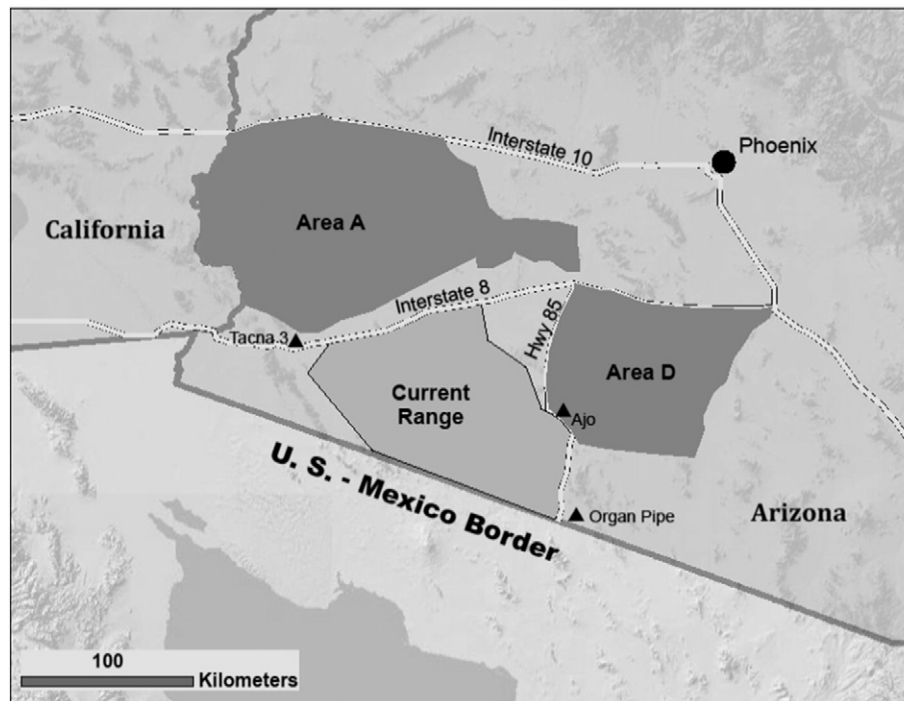 Interstate 10
Phoenix
Area A
California
Interstate 8
Hwy 85
Tacna 3
Area D
Current
Range
Ajo
U. S. - Mexico Border
Organ Pipe
Arizona
100
Kilometers